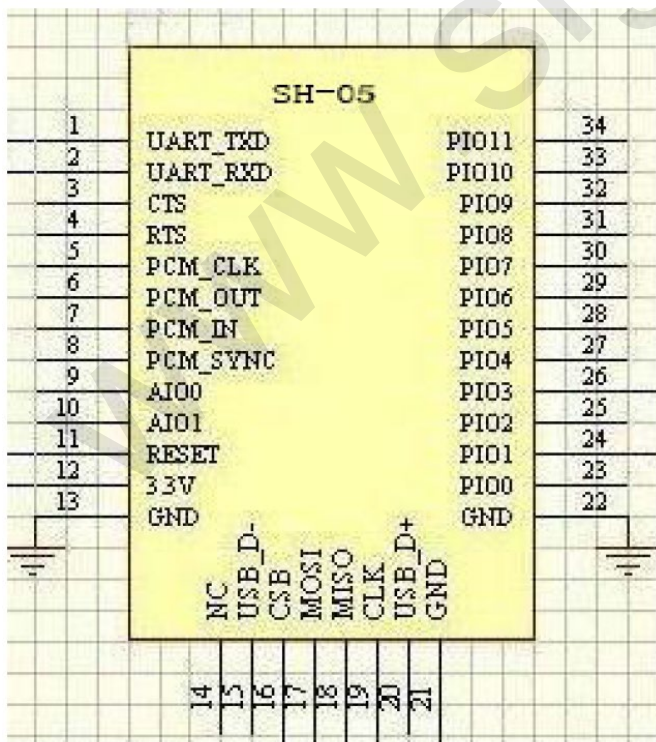 SH-05
1 UART_TXD PIO11 34
2 UART_RXD PIO10 33
3 CTS PIO9 32
4 RTS PIO8 31
5 PCM_CLK PIO7 30
6 PCM_OUT PIO6 29
7 PCM_IN PIO5 28
8 PCM_SYNC PIO4 27
9 AIO0 PIO3 26
10 AIO1 PIO2 25
11 RESET PIO1 24
12 3.3V PIO0 23
13 GND GND 22
NC
USB_D-
CSB
MOSI
MISO
CLK
USB_D+
GND
14 15 16 17 18 19 20 21